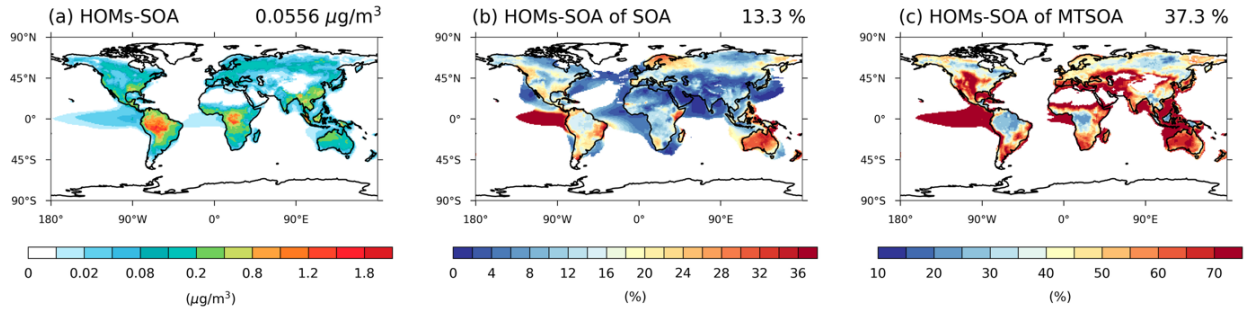 (a) HOMs-SOA 0.0556 μg/m³
90°N
45°N
0°
45°S
90°S
180° 90°W 0° 90°E
0 0.02 0.08 0.2 0.8 1.2 1.8
(μg/m³)
(b) HOMs-SOA of SOA 13.3 %
90°N
45°N
0°
45°S
90°S
180° 90°W 0° 90°E
0 4 8 12 16 20 24 28 32 36
(%)
(c) HOMs-SOA of MTSOA 37.3 %
90°N
45°N
0°
45°S
90°S
180° 90°W 0° 90°E
10 20 30 40 50 60 70
(%)